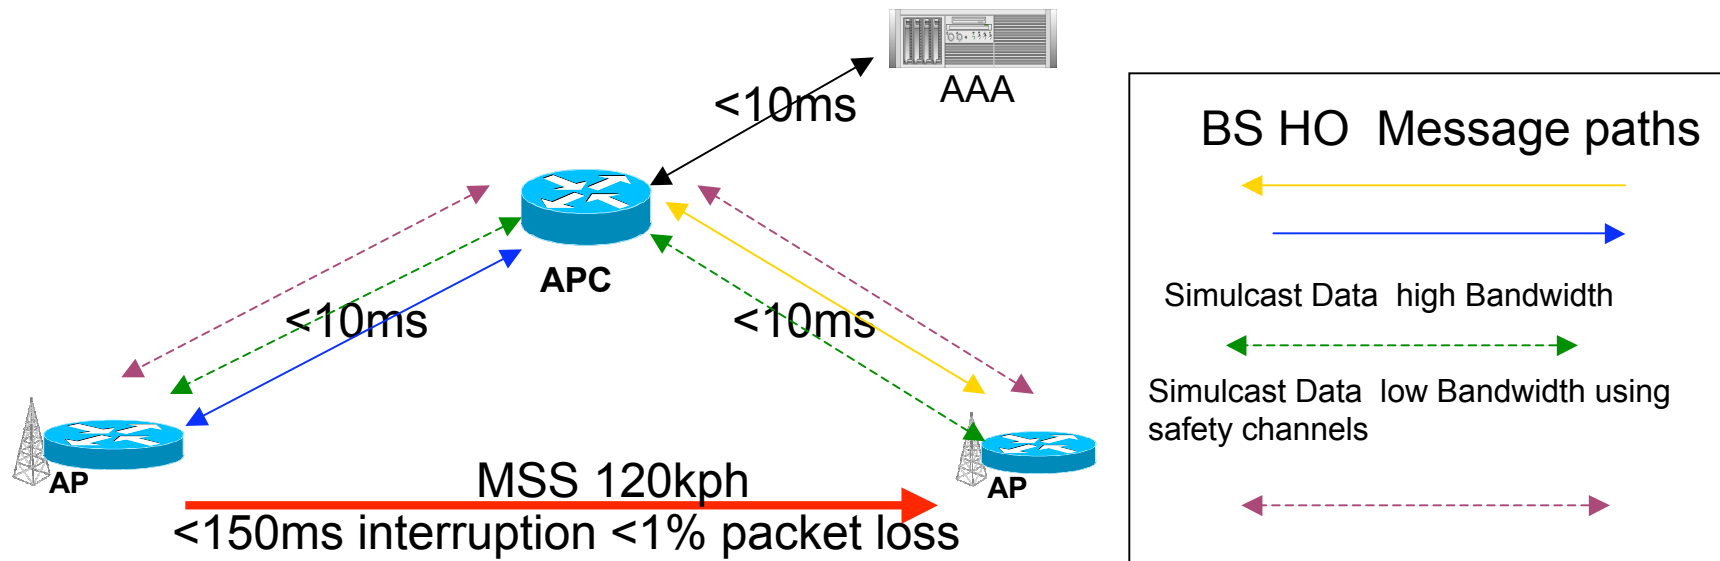 AAA
<10ms
APC
<10ms
<10ms
AP
AP
MSS 120kph
<150ms interruption <1% packet loss
BS HO Message paths
Simulcast Data high Bandwidth
Simulcast Data low Bandwidth using
safety channels